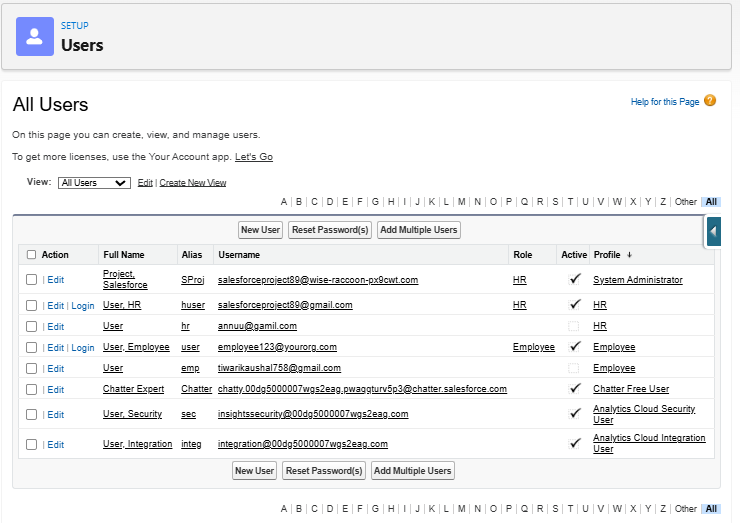 SETUP
Users
All Users
Help for this Page ?
On this page you can create, view, and manage users.
To get more licenses, use the Your Account app. Let's Go
View: All Users Edit | Create New View
A | B | C | D | E | F | G | H | I | J | K | L | M | N | O | P | Q | R | S | T | U | V | W | X | Y | Z | Other All
New User Reset Password(s) Add Multiple Users
Action Full Name Alias Username Role Active Profile ↓
| Edit Project, Salesforce SProj salesforceproject89@wise-raccoon-px9cwt.com HR System Administrator
| Edit | Login User, HR huser salesforceproject89@gmail.com HR HR
| Edit User hr annuu@gamil.com HR
| Edit | Login User, Employee user employee123@yourorg.com Employee Employee
| Edit User emp tiwarikaushal758@gmail.com Employee
| Edit Chatter Expert Chatter chatty.00dg5000007wgs2eag.pwaqqturv5p3@chatter.salesforce.com Chatter Free User
| Edit User, Security sec insightssecurity@00dg5000007wgs2eag.com Analytics Cloud Security User
| Edit User, Integration integ integration@00dg5000007wgs2eag.com Analytics Cloud Integration User
New User Reset Password(s) Add Multiple Users
A | B | C | D | E | F | G | H | I | J | K | L | M | N | O | P | Q | R | S | T | U | V | W | X | Y | Z | Other All